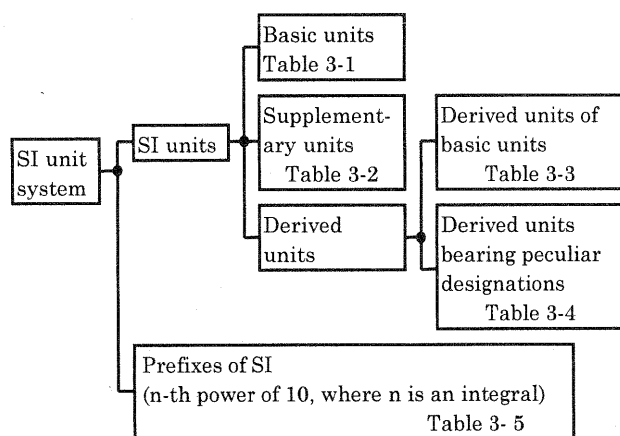 SI unit
system
SI units
Basic units
Table 3-1
Supplement-
ary units
Table 3-2
Derived
units
Derived units of
basic units
Table 3-3
Derived units
bearing peculiar
designations
Table 3-4
Prefixes of SI
(n-th power of 10, where n is an integral)
Table 3- 5